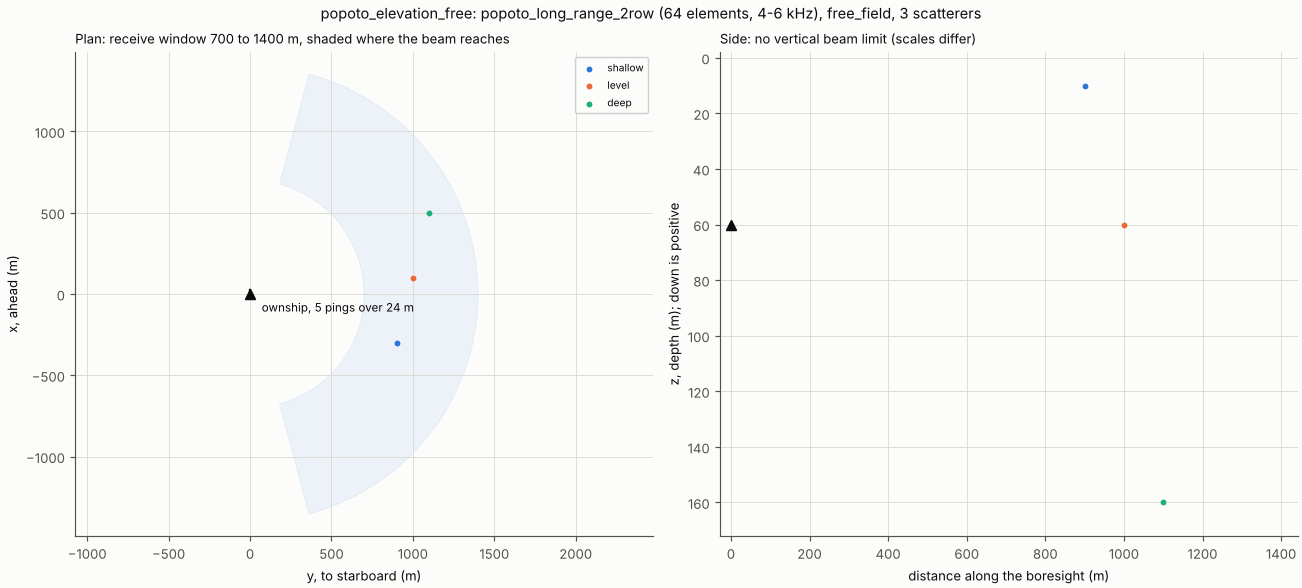 popoto_elevation_free: popoto_long_range_2row (64 elements, 4-6 kHz), free_field, 3 scatterers
Plan: receive window 700 to 1400 m, shaded where the beam reaches
shallow
level
deep
1000
500
0
−500
−1000
x, ahead (m)
ownship, 5 pings over 24 m
−1000
−500
0
500
1000
1500
2000
y, to starboard (m)
Side: no vertical beam limit (scales differ)
0
20
40
60
80
100
120
140
160
z, depth (m); down is positive
0
200
400
600
800
1000
1200
1400
distance along the boresight (m)